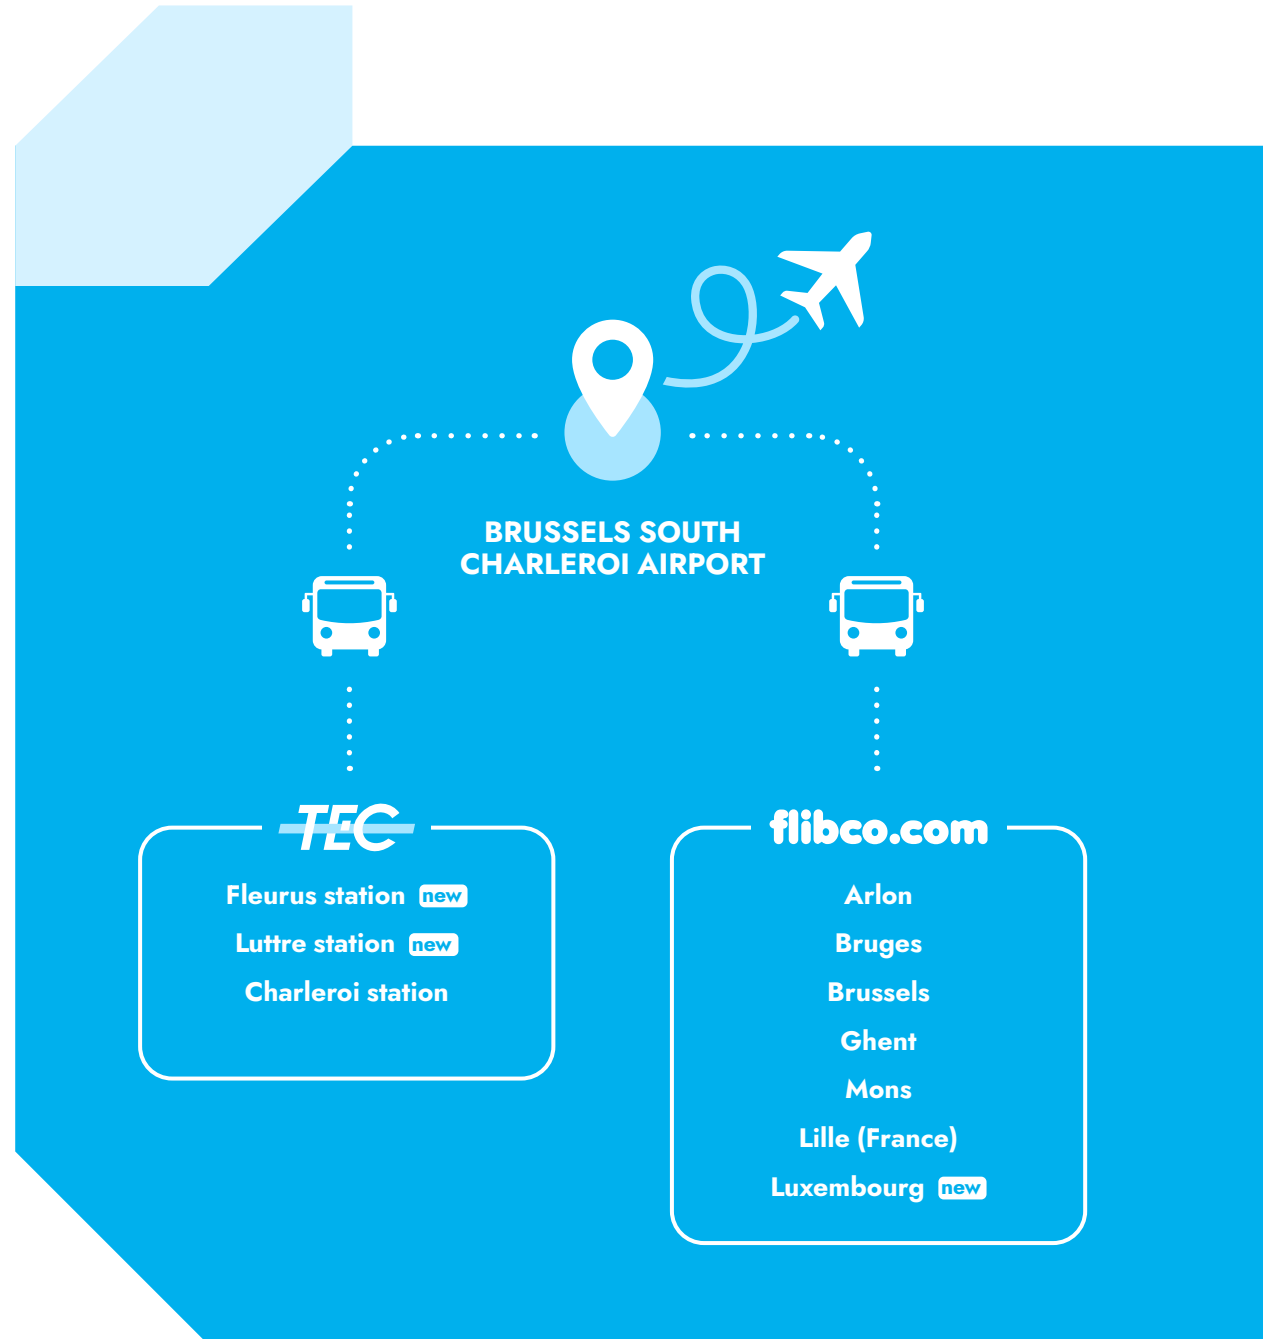 BRUSSELS SOUTH
CHARLEROI AIRPORT
TEC
Fleurus station new
Luttre station new
Charleroi station
flibco.com
Arlon
Bruges
Brussels
Ghent
Mons
Lille (France)
Luxembourg new